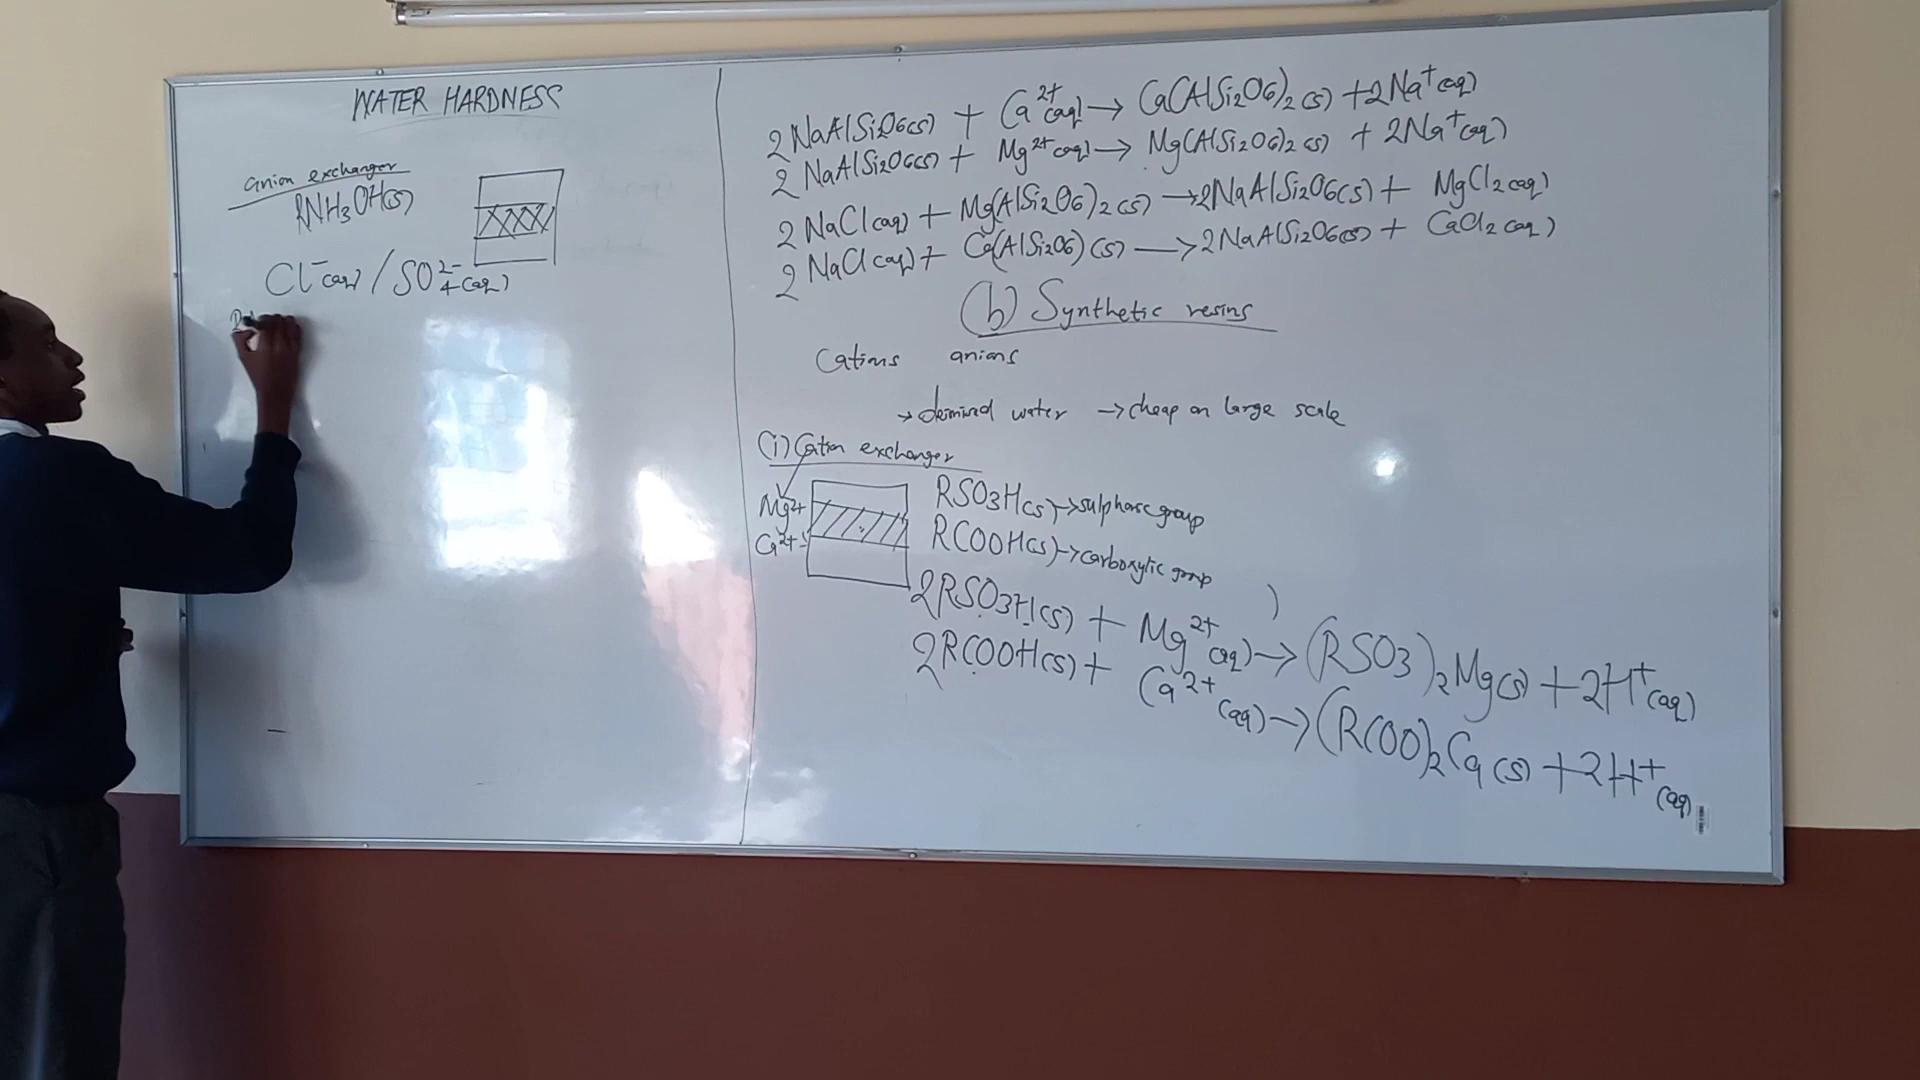 WATER HARDNESS
anion exchanger
RNH3OH(s)
Cl-(aq) / SO4 2-(aq)
2NaAlSi2O6(s) + Ca2+(aq) → Ca(AlSi2O6)2(s) + 2Na+(aq)
2NaAlSi2O6(s) + Mg2+(aq) → Mg(AlSi2O6)2(s) + 2Na+(aq)
2NaCl(aq) + Mg(AlSi2O6)2(s) → 2NaAlSi2O6(s) + MgCl2(aq)
2NaCl(aq) + Ca(AlSi2O6)(s) → 2NaAlSi2O6(s) + CaCl2(aq)
(b) Synthetic resins
Cations anions
→ water → cheap on large scale
(i) Cation exchanger
Mg2+
Ca2+
RSO3H(s) → group
RCOOH(s) → carboxylic group
2RSO3H(s) + Mg2+(aq) → (RSO3)2Mg(s) + 2H+(aq)
2RCOOH(s) + Ca2+(aq) → (RCOO)2Ca(s) + 2H+(aq)